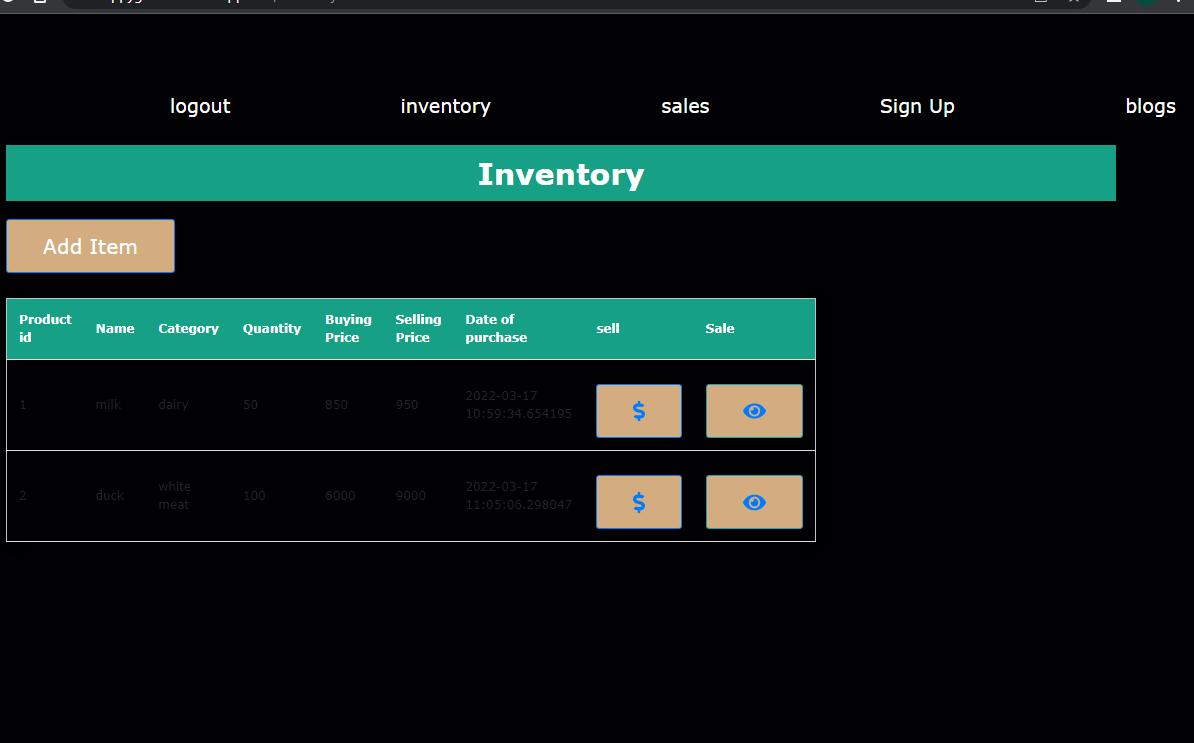 logout inventory sales Sign Up blogs
Inventory
Add Item
Product id Name Category Quantity Buying Price Selling Price Date of purchase sell Sale
1 milk dairy 50 850 950 2022-03-17 10:59:34.654195 $
2 duck white meat 100 6000 9000 2022-03-17 11:05:06.298047 $